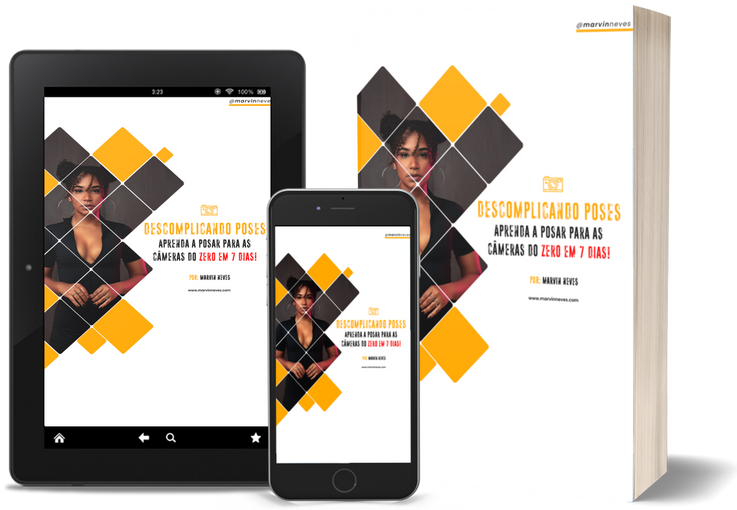 3:23
100%
@marvinneves
DESCOMPLICANDO POSES
APRENDA A POSAR PARA AS
CÂMERAS DO ZERO EM 7 DIAS!
POR: MARVIN NEVES
www.marvinneves.com
@marvinneves
DESCOMPLICANDO POSES
APRENDA A POSAR PARA AS
CÂMERAS DO ZERO EM 7 DIAS!
POR: MARVIN NEVES
www.marvinneves.com
@marvinneves
DESCOMPLICANDO POSES
APRENDA A POSAR PARA AS
CÂMERAS DO ZERO EM 7 DIAS!
POR: MARVIN NEVES
www.marvinneves.com